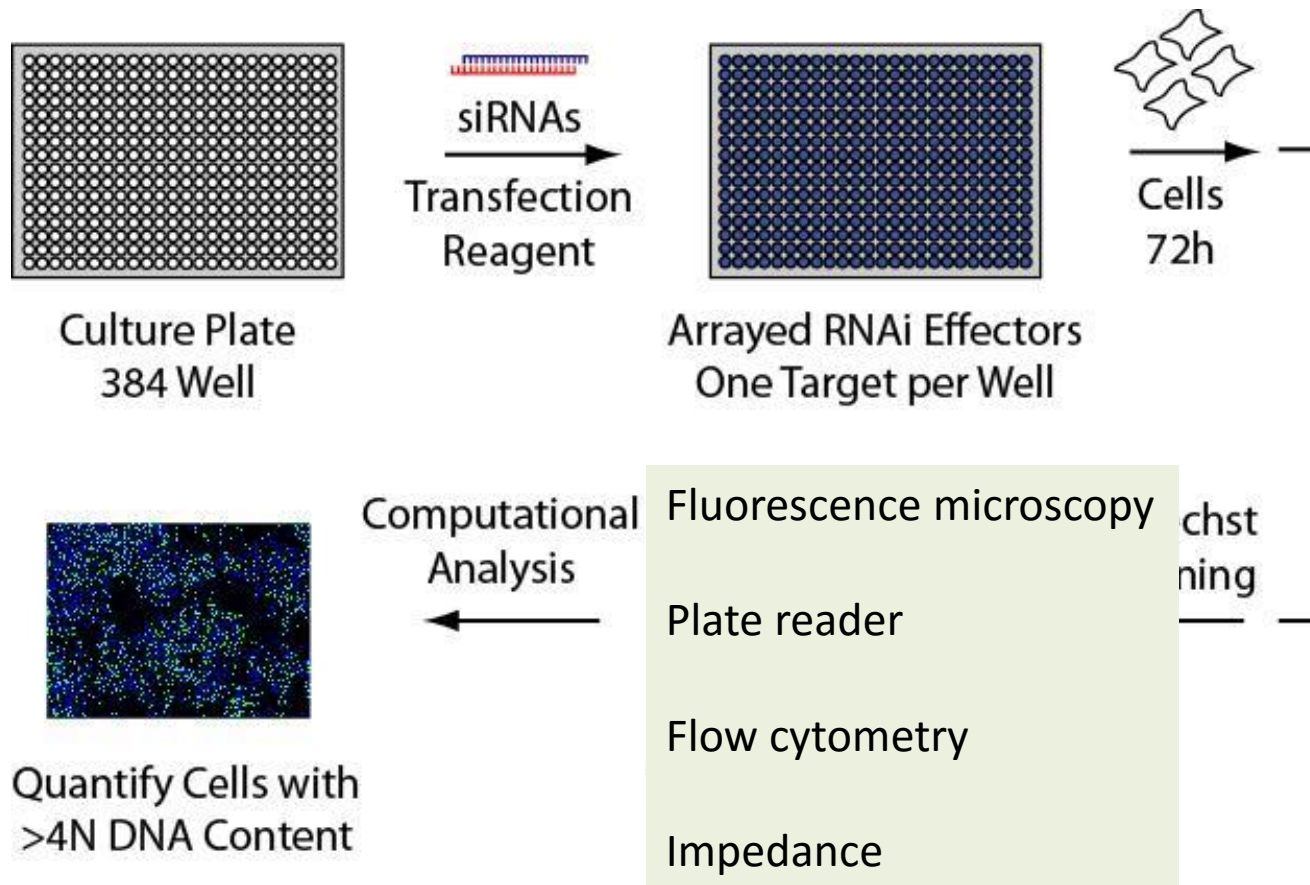 siRNAs
Transfection
Reagent
Cells
72h
Culture Plate
384 Well
Arrayed RNAi Effectors
One Target per Well
Computational
Analysis
Fluorescence microscopy
Plate reader
Flow cytometry
Impedance
Quantify Cells with
>4N DNA Content